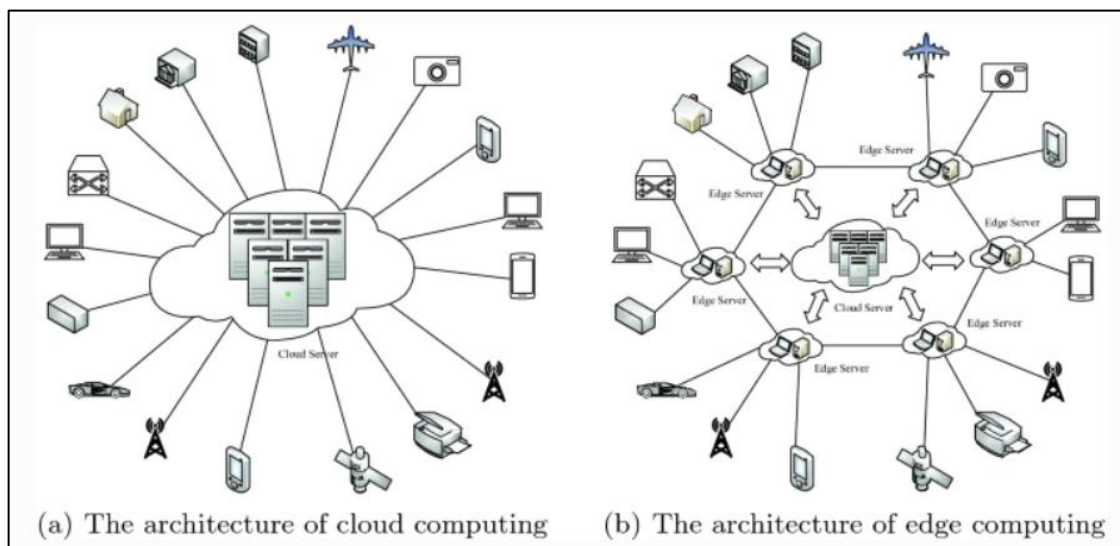 Cloud Server
(a) The architecture of cloud computing
Edge Server
Edge Server
Edge Server
Edge Server
Cloud Server
Edge Server
Edge Server
(b) The architecture of edge computing